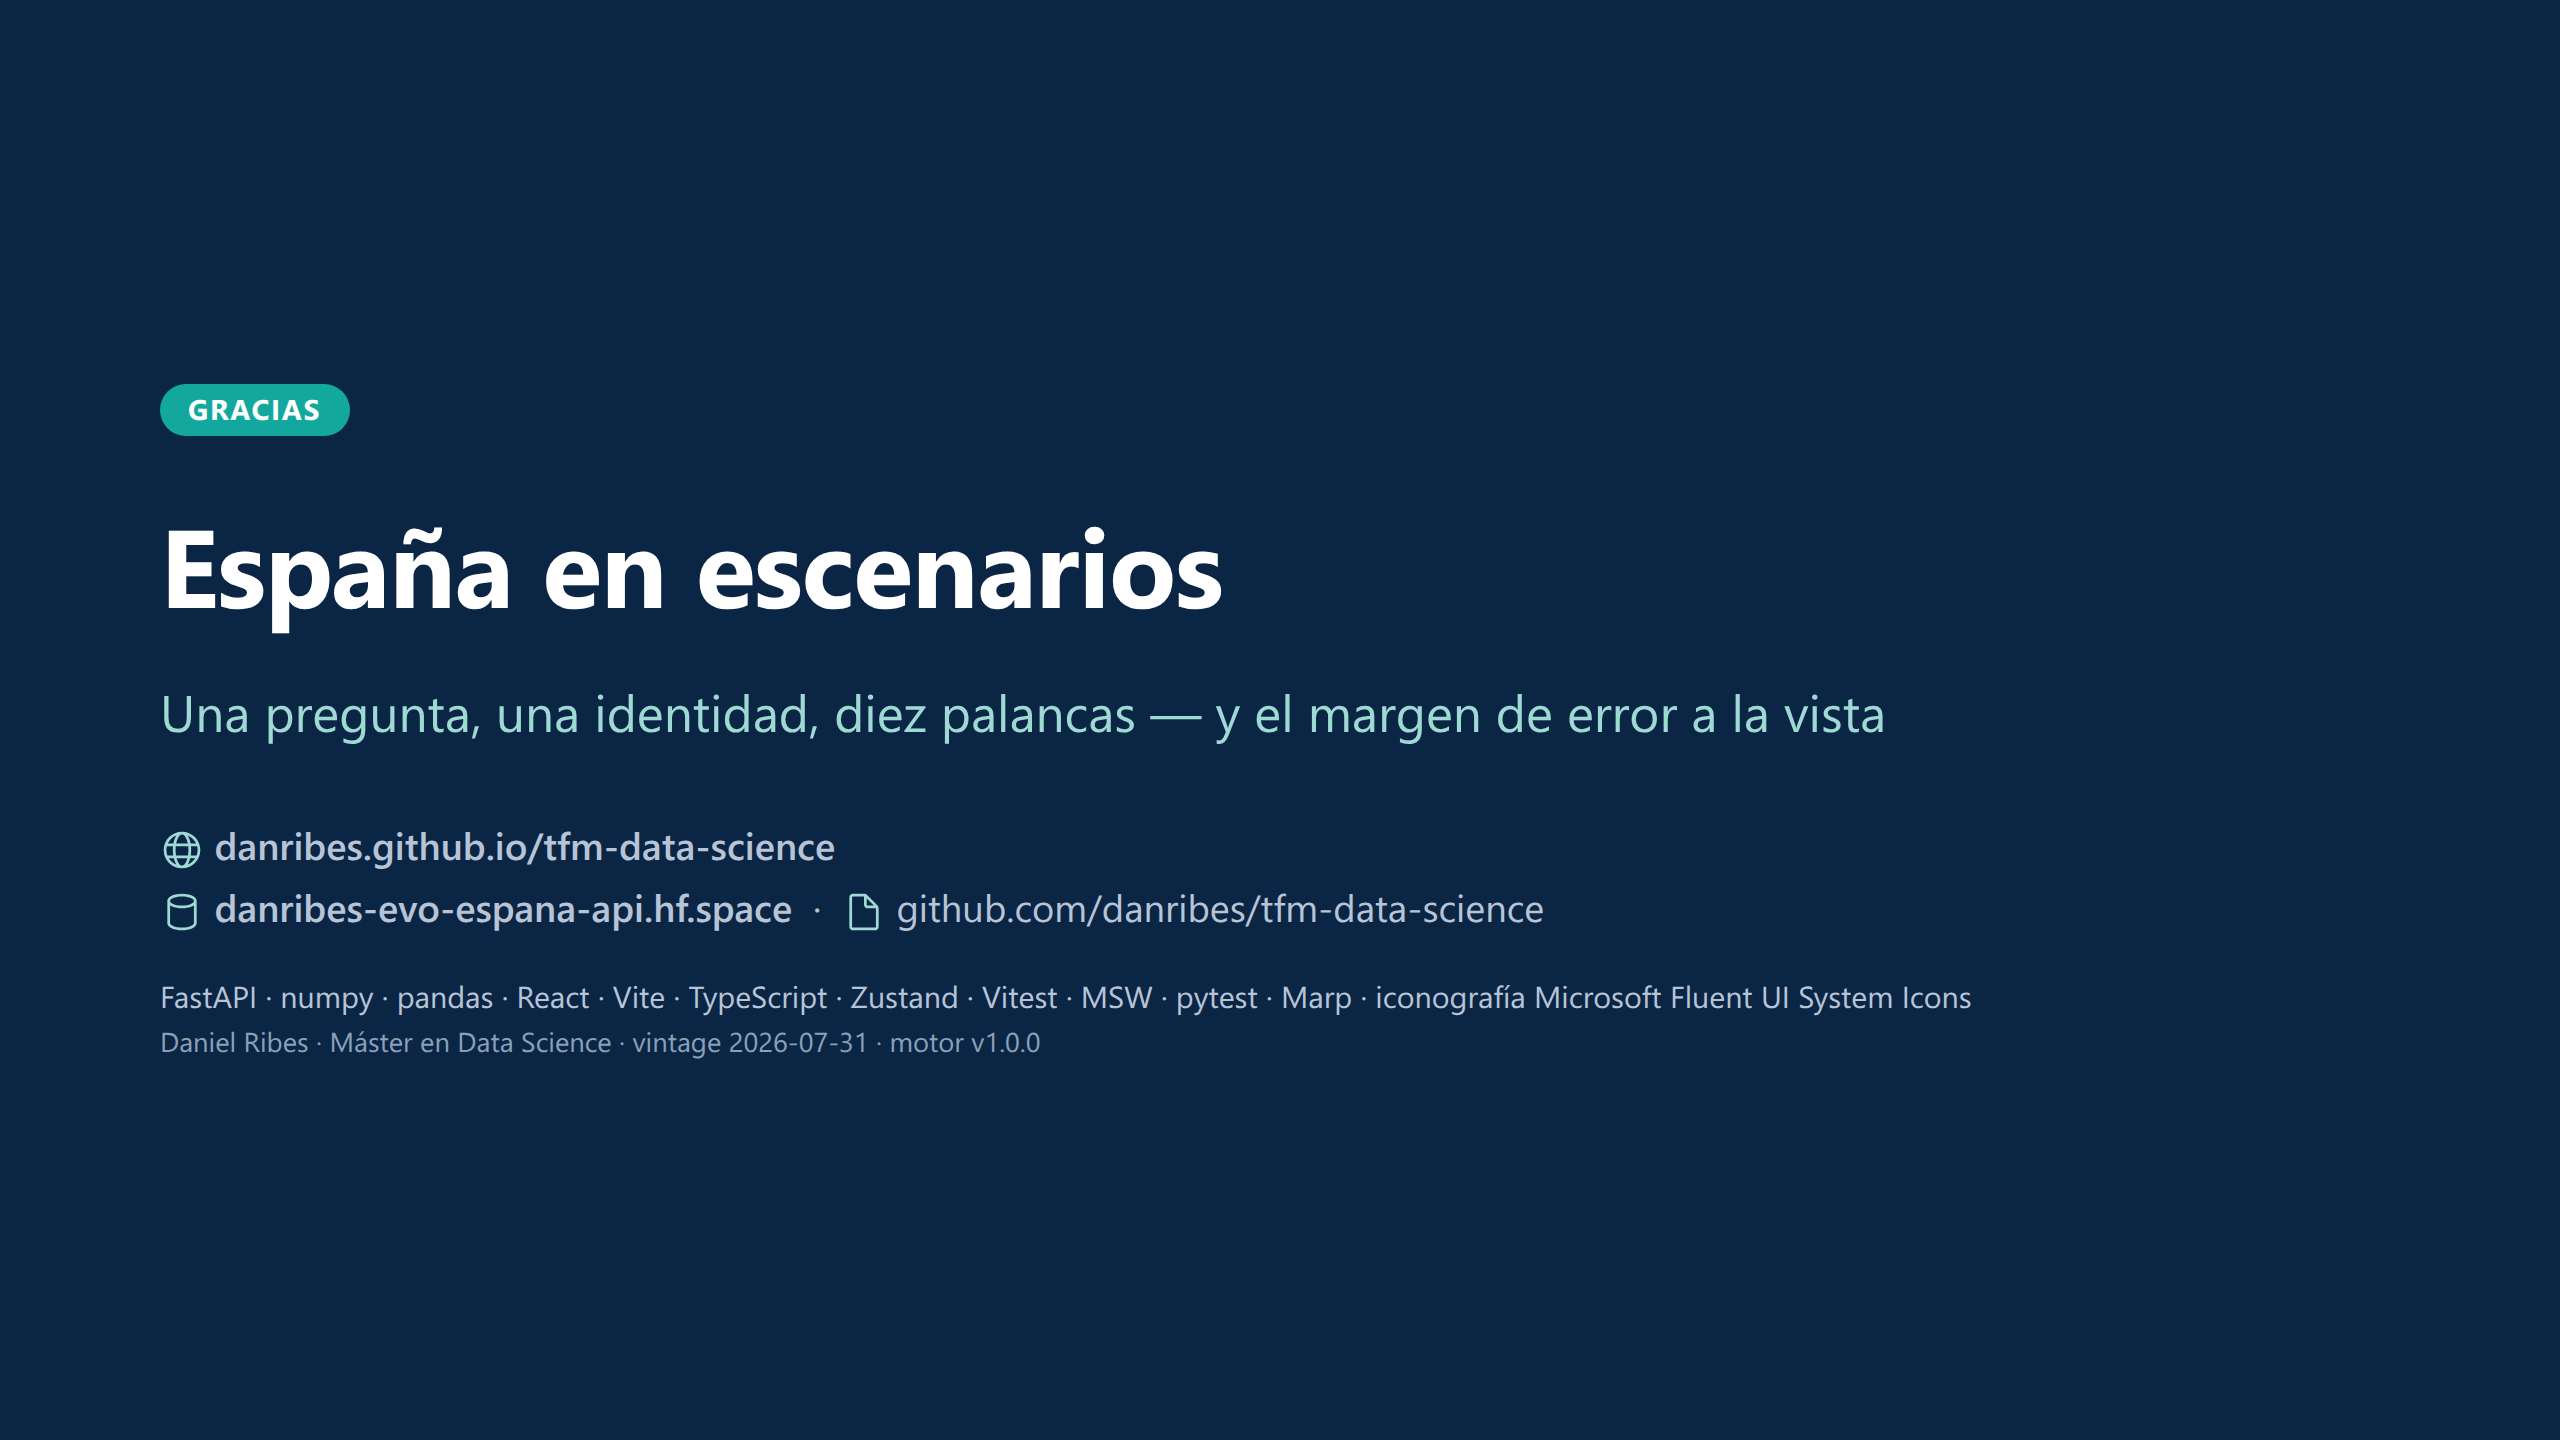 GRACIAS
España en escenarios
Una pregunta, una identidad, diez palancas — y el margen de error a la vista
danribes.github.io/tfm-data-science
danribes-evo-espana-api.hf.space · github.com/danribes/tfm-data-science
FastAPI · numpy · pandas · React · Vite · TypeScript · Zustand · Vitest · MSW · pytest · Marp · iconografía Microsoft Fluent UI System Icons
Daniel Ribes · Máster en Data Science · vintage 2026-07-31 · motor v1.0.0